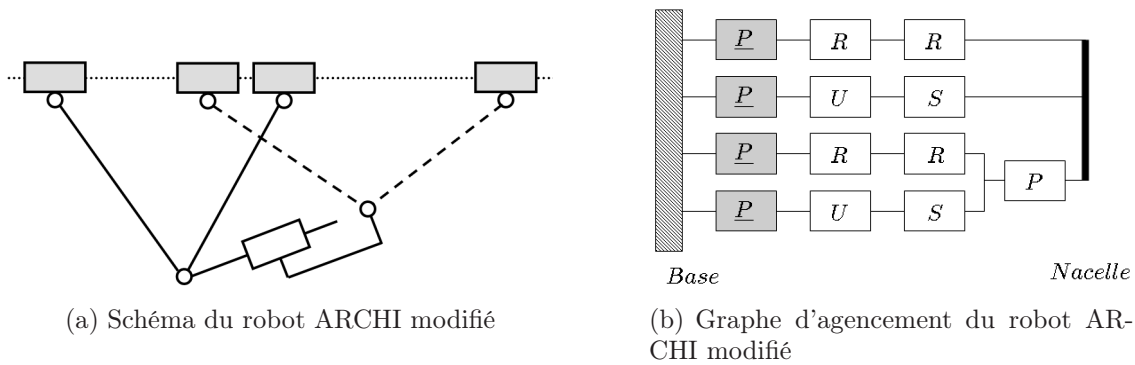 P R R
P U S
P R R
P
P U S
Base
Nacelle
(a) Schéma du robot ARCHI modifié
(b) Graphe d'agencement du robot AR-
CHI modifié